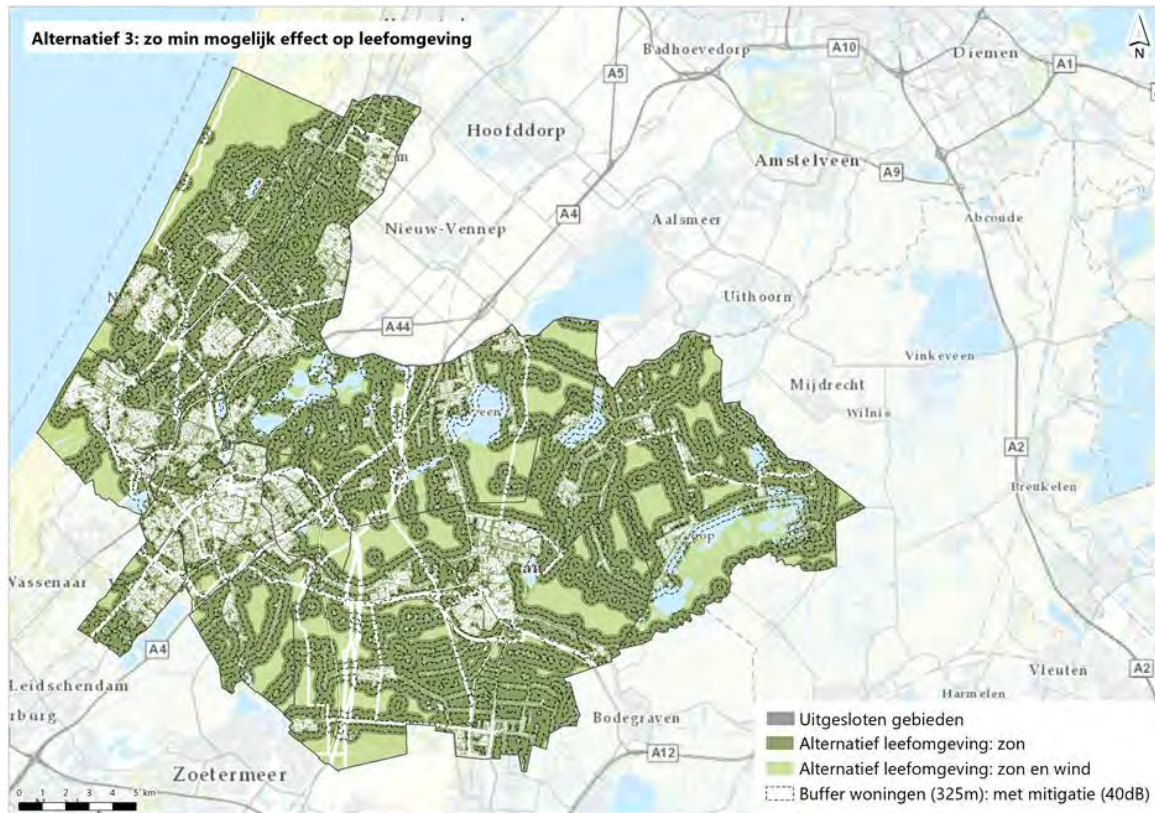 Alternatief 3: zo min mogelijk effect op leefomgeving
N
Badhoevedorp
A10
Diemen
A5
A1
Hoofddorp
Amstelveen
A9
A4
Nieuw-Vennep
Aalsmeer
Abcoude
Uithoorn
A44
Vinkeveen
Mijdrecht
Wilnis
A2
Breukelen
Wassenaar
A4
Leidschendam
Vleuten
A2
Harmelen
Bodegraven
A12
Zoetermeer
Uitgesloten gebieden
Alternatief leefomgeving: zon
Alternatief leefomgeving: zon en wind
Buffer woningen (325m): met mitigatie (40dB)
0 1 2 3 4 5 km